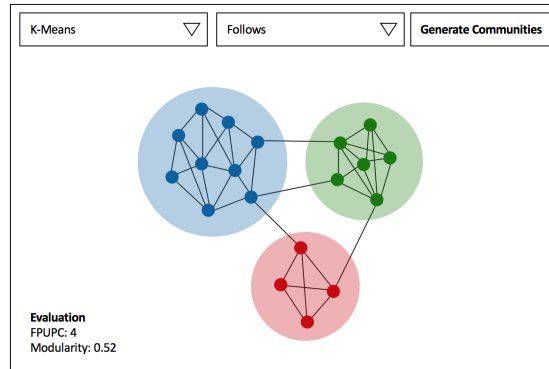 K-Means
Follows
Generate Communities
Evaluation
FPUPC: 4
Modularity: 0.52